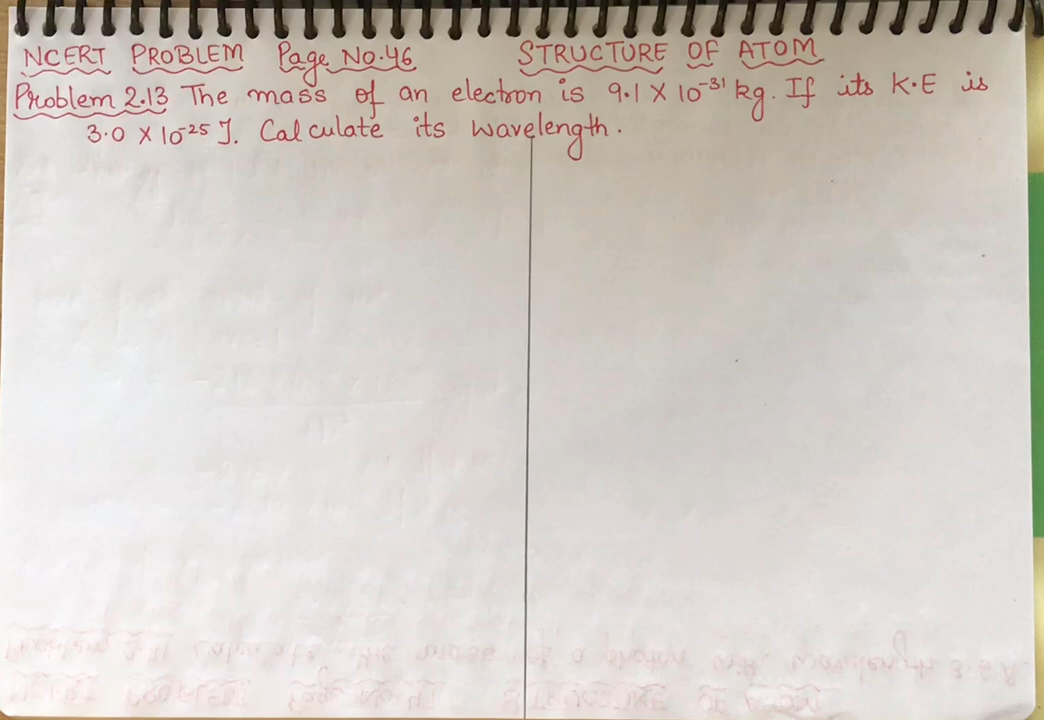 NCERT PROBLEM Page No.46 STRUCTURE OF ATOM
Problem 2.13 The mass of an electron is 9.1 X 10⁻³¹ kg. If its K.E is
3.0 X 10⁻²⁵ J. Calculate its wavelength.